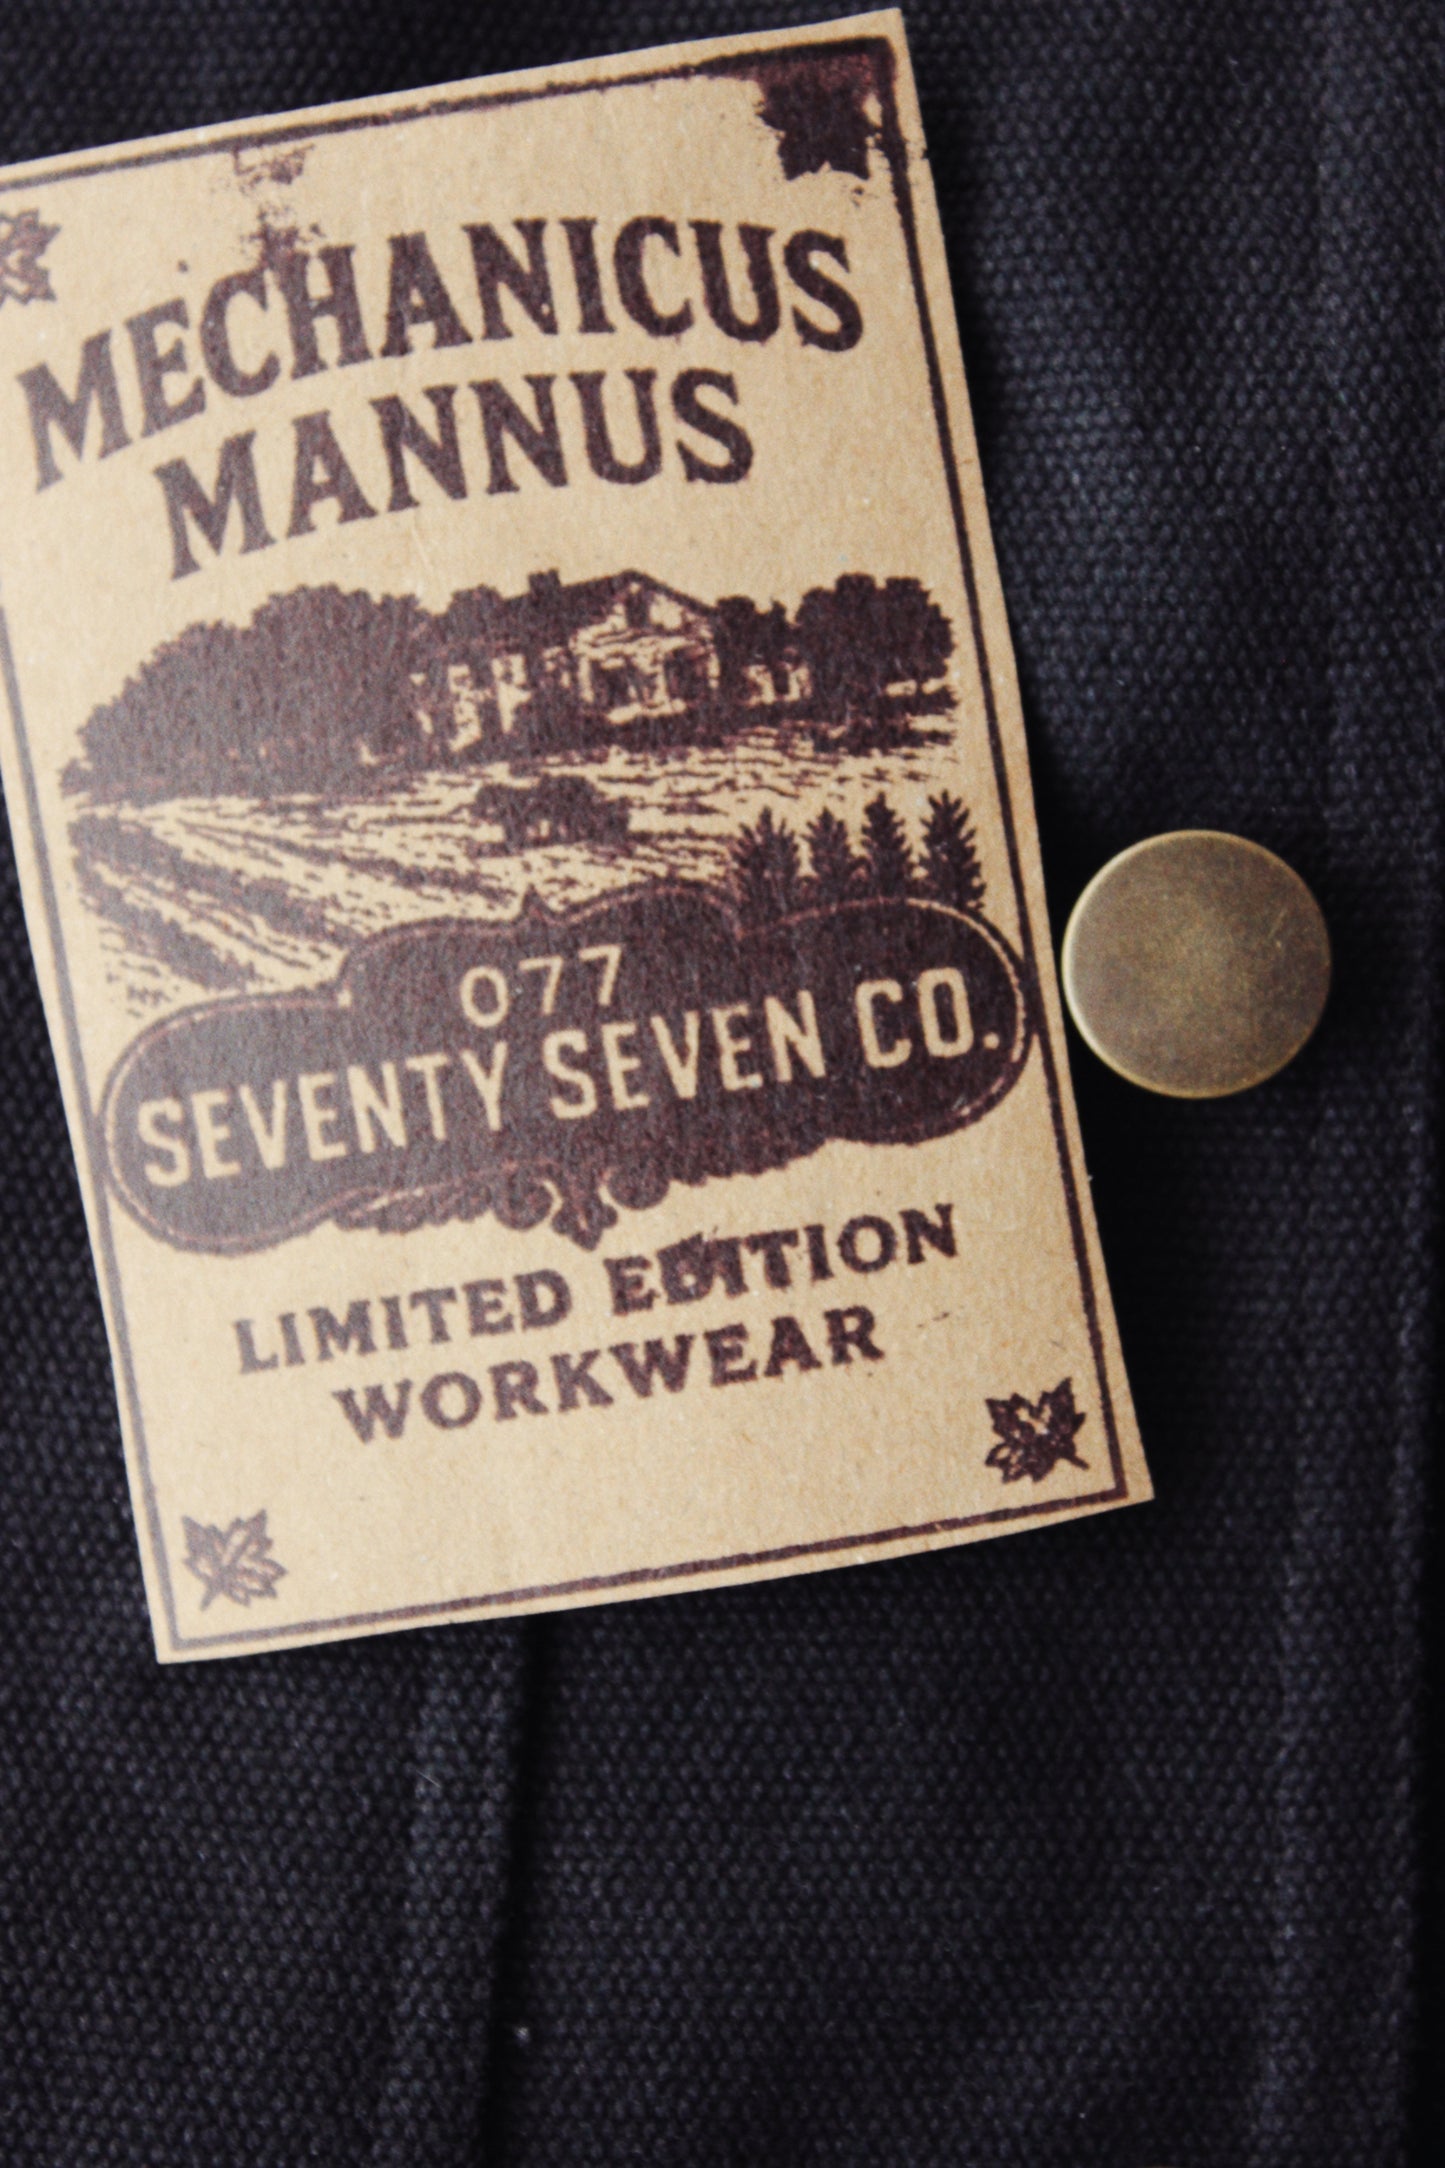 MECHANICUS
MANNUS
077
SEVENTY SEVEN CO.
LIMITED EDITION
WORKWEAR